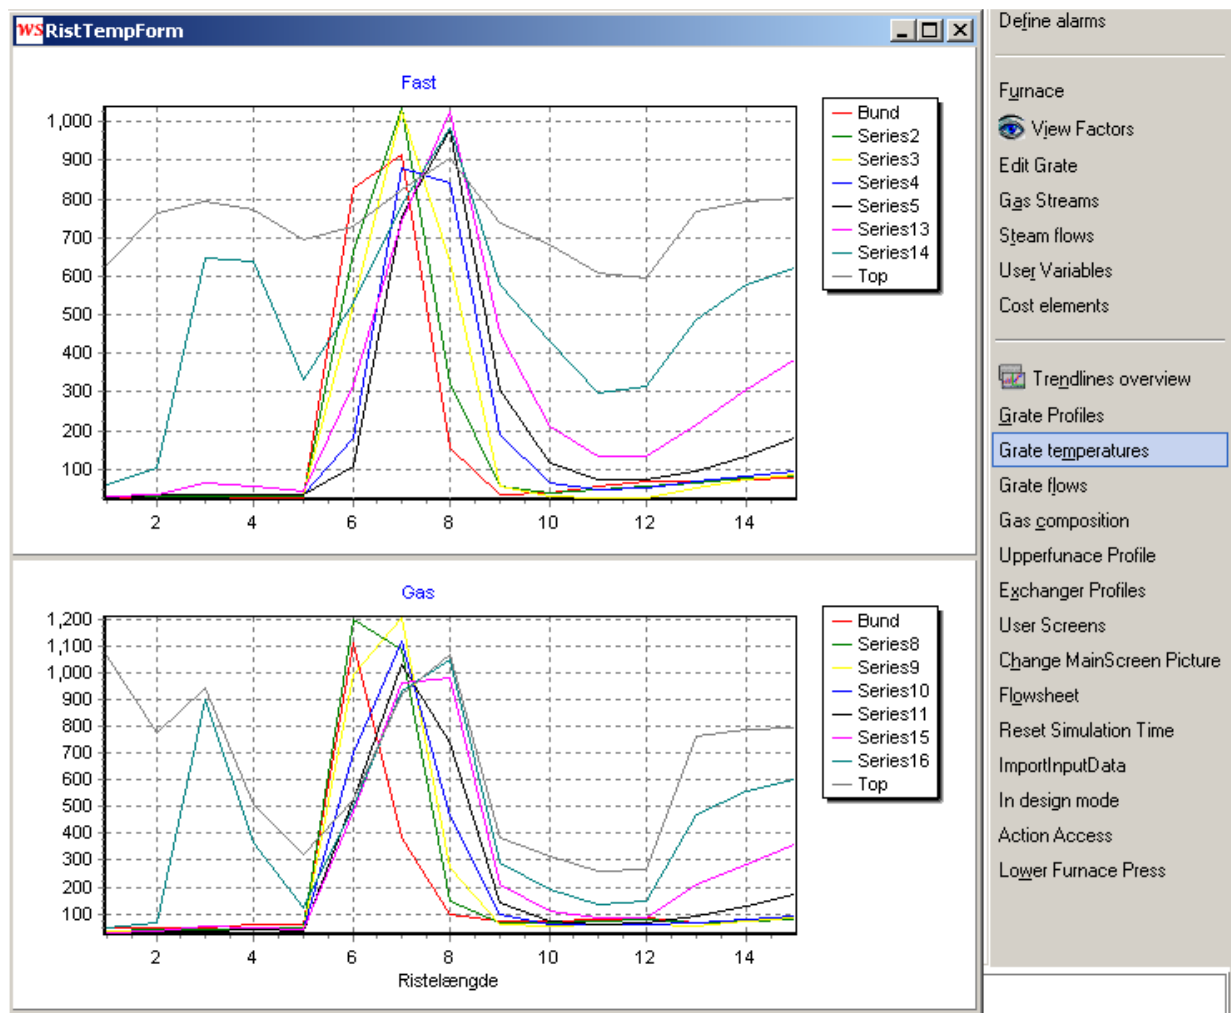 WS RistTempForm
Fast
1,000
900
800
700
600
500
400
300
200
100
2 4 6 8 10 12 14
Bund
Series2
Series3
Series4
Series5
Series13
Series14
Top
Gas
1,200
1,100
1,000
900
800
700
600
500
400
300
200
100
2 4 6 8 10 12 14
Ristelængde
Bund
Series8
Series9
Series10
Series11
Series15
Series16
Top
Define alarms
Furnace
View Factors
Edit Grate
Gas Streams
Steam flows
User Variables
Cost elements
Trendlines overview
Grate Profiles
Grate temperatures
Grate flows
Gas composition
Upperfunace Profile
Exchanger Profiles
User Screens
Change MainScreen Picture
Flowsheet
Reset Simulation Time
ImportInputData
In design mode
Action Access
Lower Furnace Press